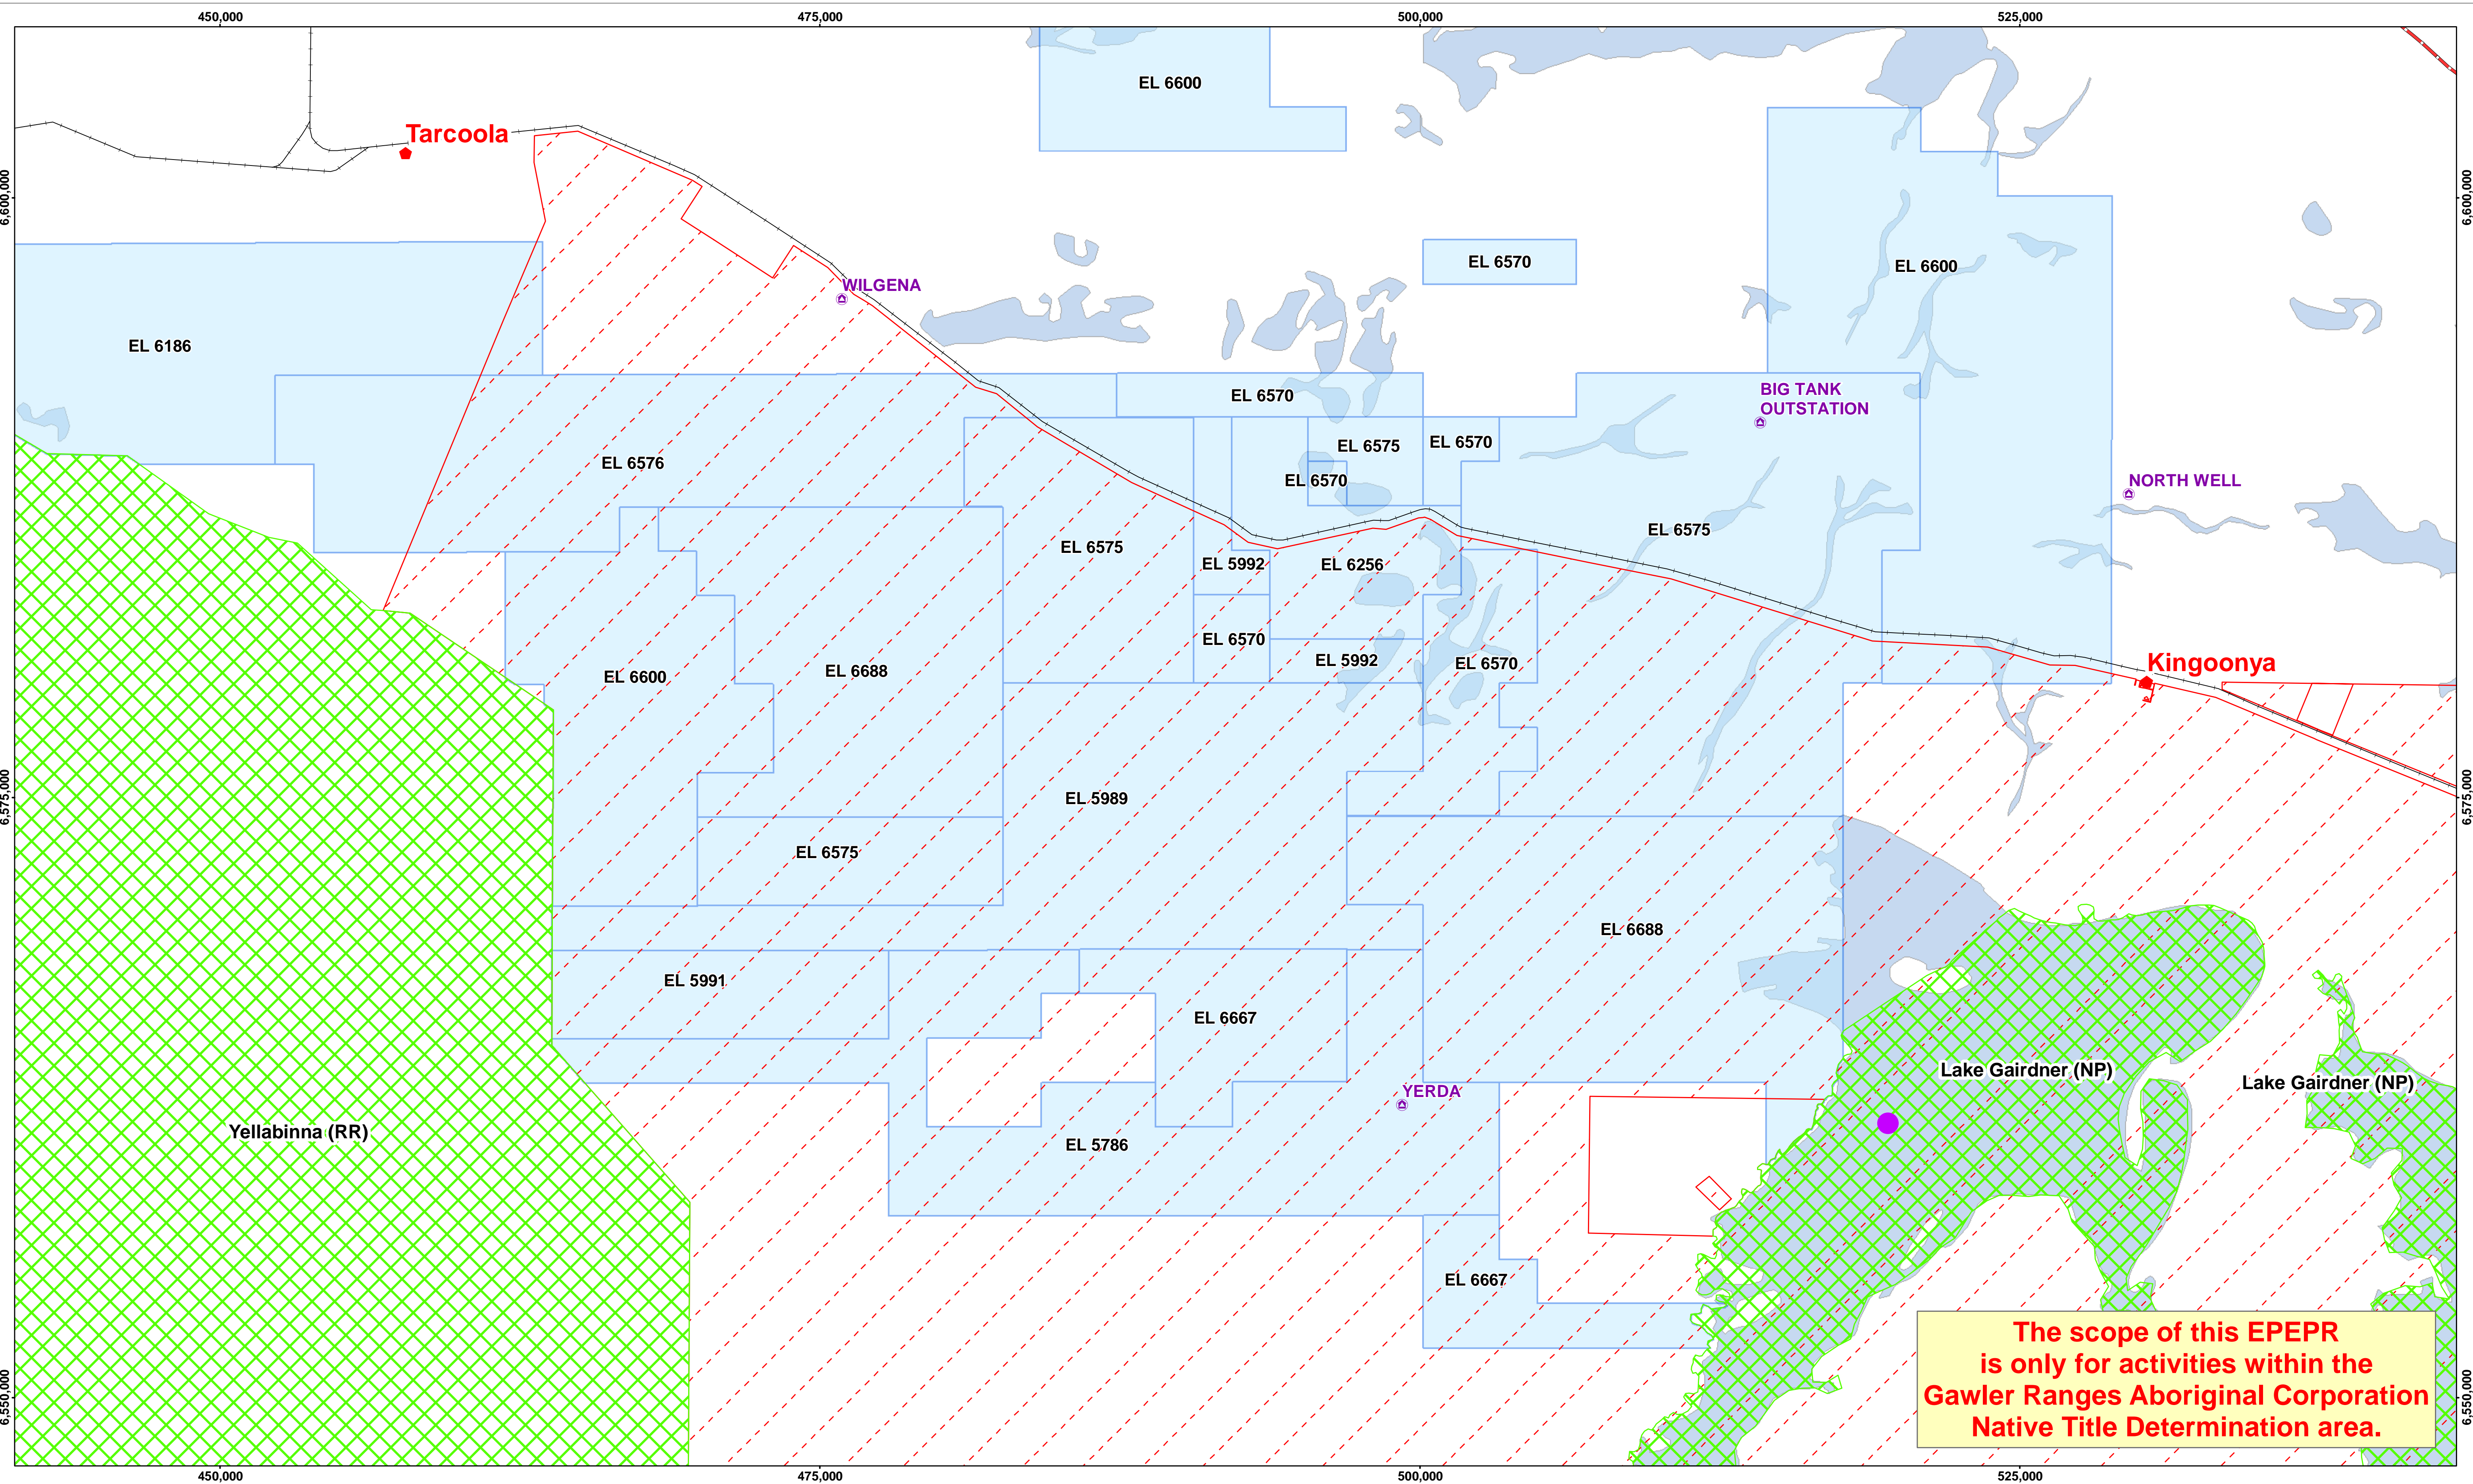 450,000
475,000
500,000
525,000
EL 6600
Tarcoola
6,600,000
6,600,000
EL 6570
EL 6600
WILGENA
EL 6186
EL 6570
BIG TANK
OUTSTATION
EL 6575
EL 6570
EL 6576
EL 6570
NORTH WELL
EL 6575
EL 6575
EL 5992
EL 6256
EL 6570
EL 5992
EL 6570
Kingoonya
EL 6600
EL 6688
6,575,000
EL 5989
6,575,000
EL 6575
EL 6688
EL 5991
EL 6667
Lake Gairdner (NP)
Lake Gairdner (NP)
YERDA
Yellabinna (RR)
EL 5786
EL 6667
The scope of this EPEPR
is only for activities within the
Gawler Ranges Aboriginal Corporation
Native Title Determination area.
6,550,000
6,550,000
450,000
475,000
500,000
525,000